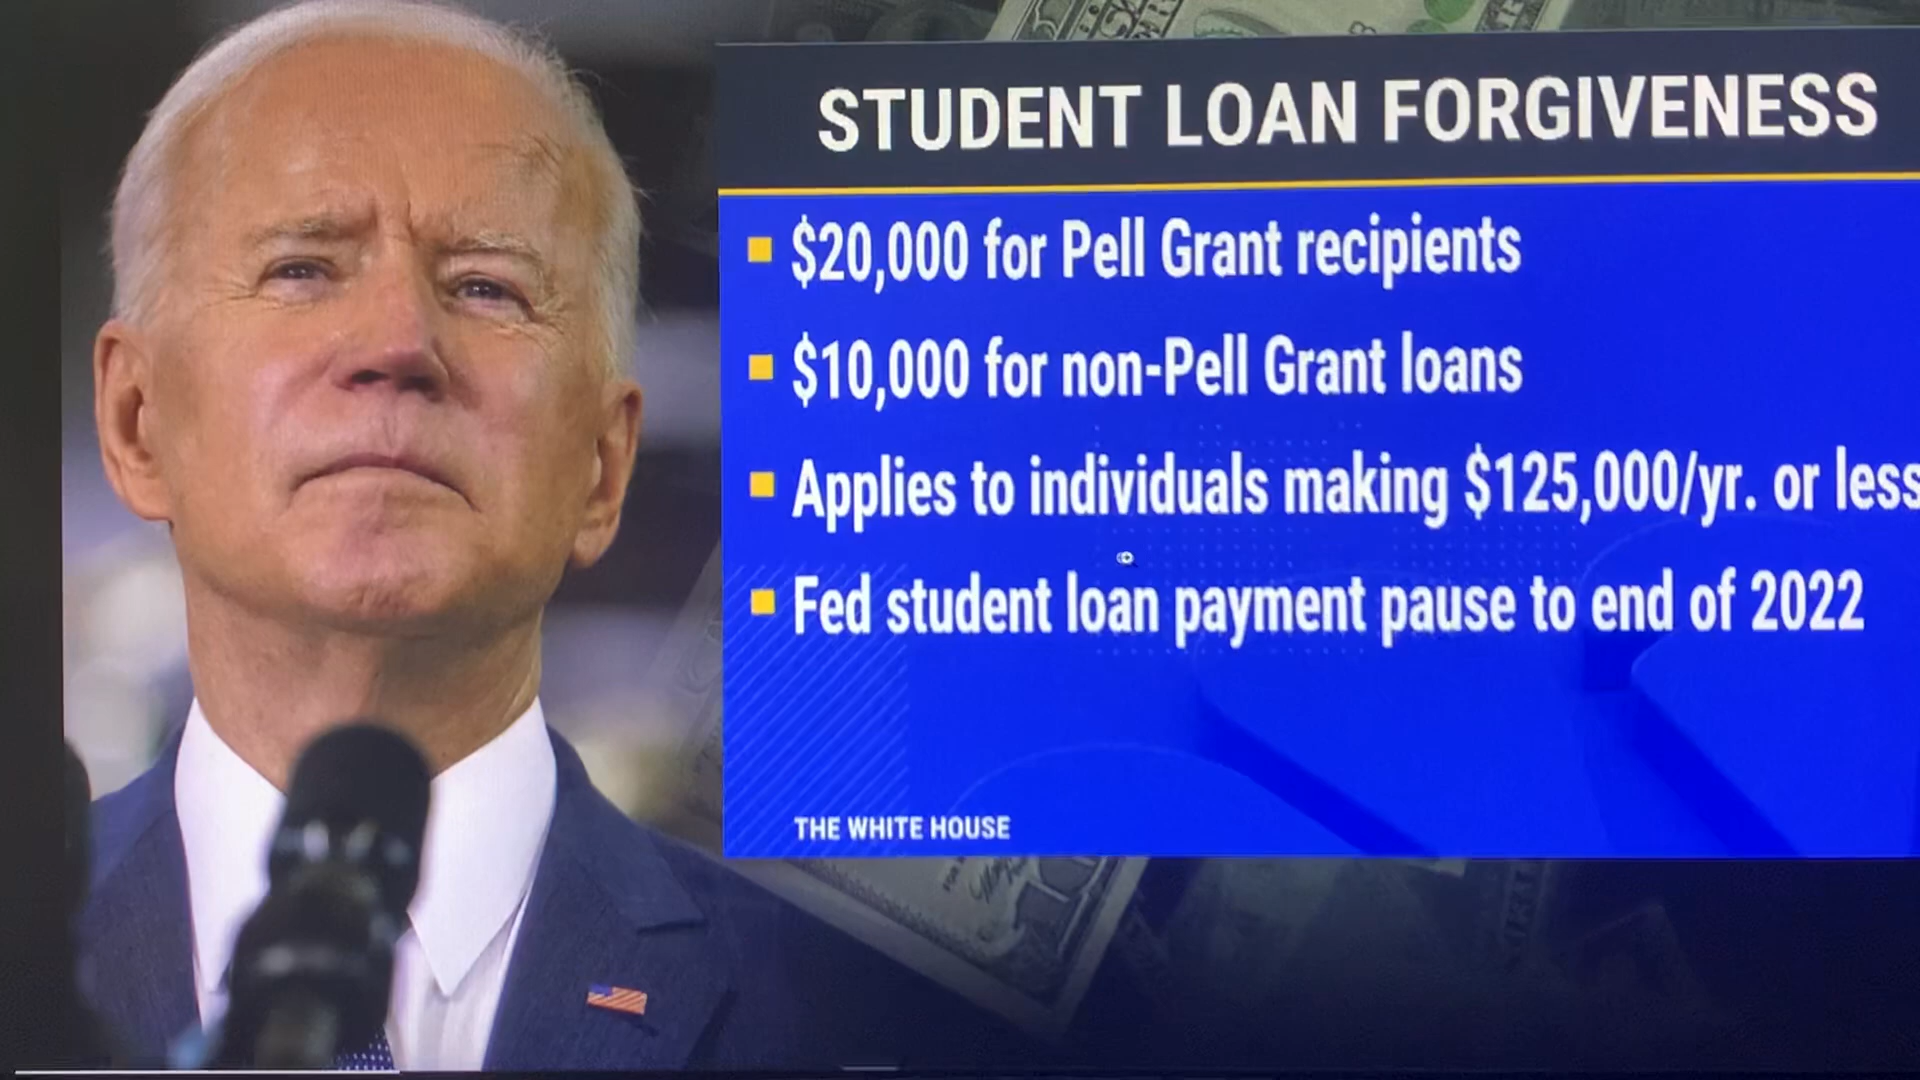 STUDENT LOAN FORGIVENESS
$20,000 for Pell Grant recipients
$10,000 for non-Pell Grant loans
Applies to individuals making $125,000/yr. or less
Fed student loan payment pause to end of 2022
THE WHITE HOUSE